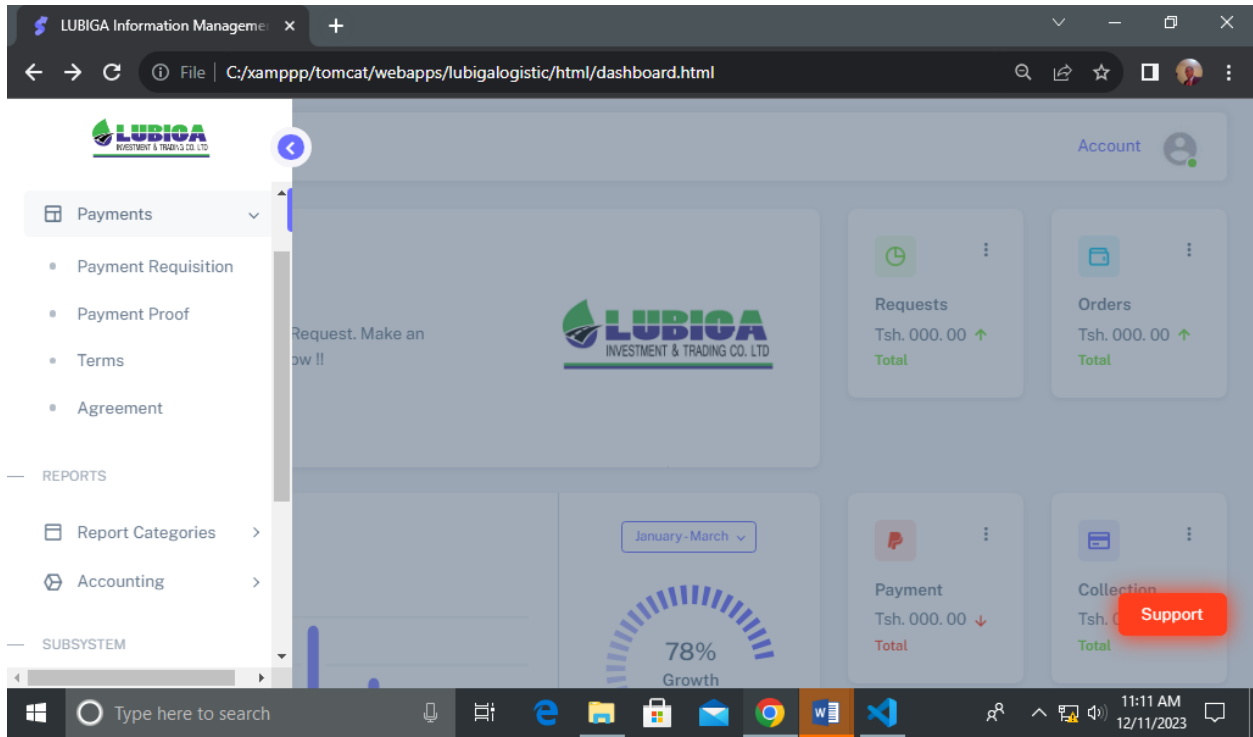 LUBIGA Information Managemen
File | C:/xamppp/tomcat/webapps/lubigalogistic/html/dashboard.html
LUBIGA
INVESTMENT & TRADING CO. LTD
Account
Payments
Payment Requisition
Payment Proof
Terms
Agreement
REPORTS
Report Categories
Accounting
SUBSYSTEM
Request. Make an
ow !!
LUBIGA
INVESTMENT & TRADING CO. LTD
Requests
Tsh. 000. 00
Total
Orders
Tsh. 000. 00
Total
January - March
78%
Growth
Payment
Tsh. 000. 00
Total
Collection
Tsh.
Total
Support
Type here to search
11:11 AM
12/11/2023